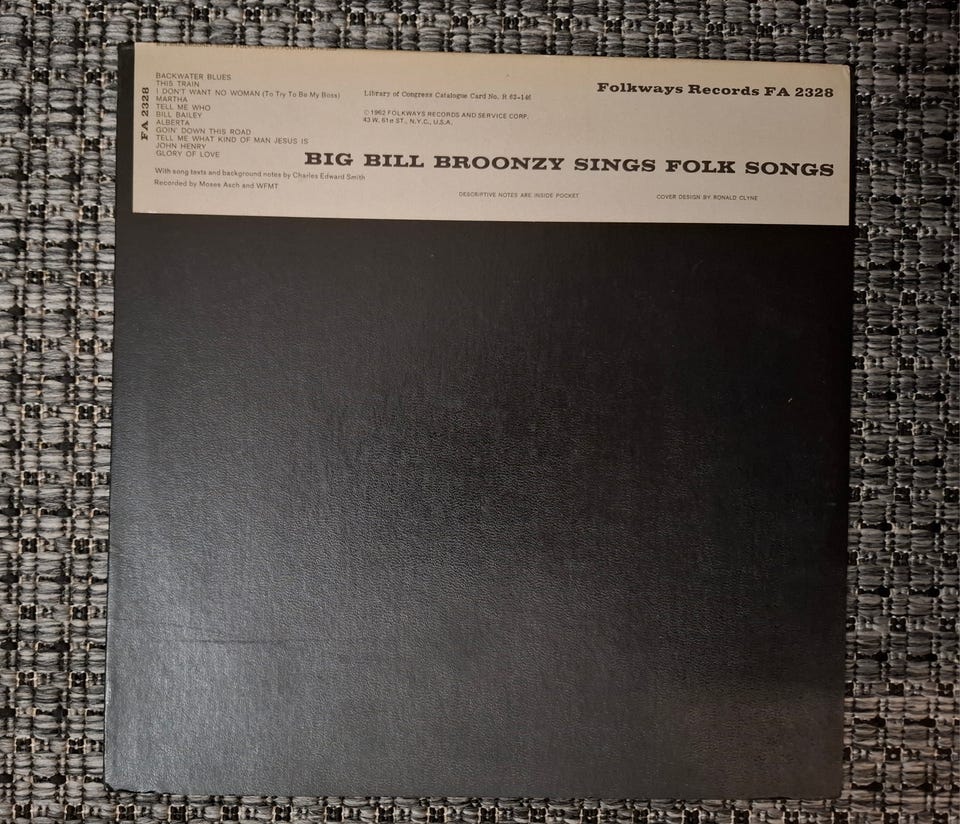 BACKWATER BLUES
THIS TRAIN
I DON'T WANT NO WOMAN (To Try To Be My Boss)
MARTHA
TELL ME WHO
BILL BAILEY
ALBERTA
GOIN' DOWN THIS ROAD
TELL ME WHAT KIND OF MAN JESUS IS
JOHN HENRY
GLORY OF LOVE
With song texts and background notes by Charles Edward Smith
Recorded by Moses Asch and WFMT
FA 2328
Library of Congress Catalogue Card No. R 62-146
© 1962 FOLKWAYS RECORDS AND SERVICE CORP.
43 W. 61st ST., N.Y.C., U.S.A.
Folkways Records FA 2328
BIG BILL BROONZY SINGS FOLK SONGS
DESCRIPTIVE NOTES ARE INSIDE POCKET
COVER DESIGN BY RONALD CLYNE